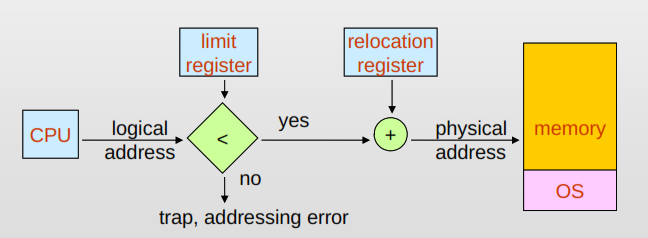 limit
register
relocation
register
CPU
logical
address
<
yes
+
physical
address
memory
no
OS
trap, addressing error